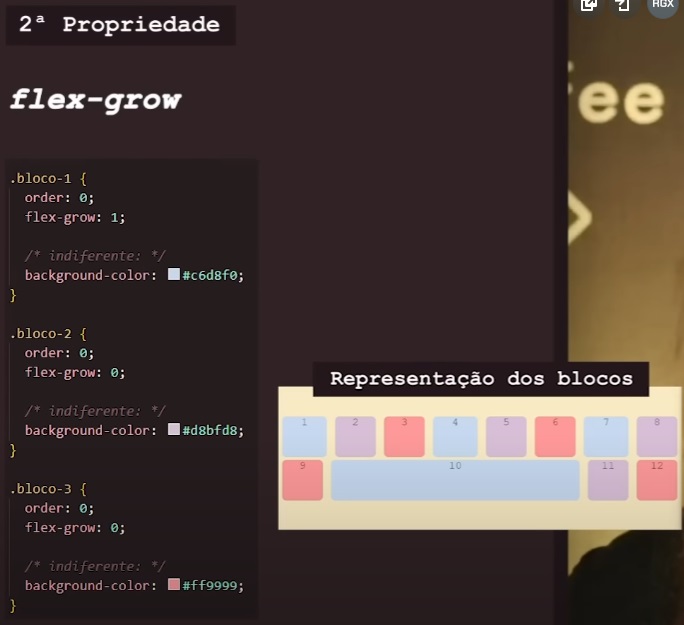 2ª Propriedade
RGX
ee
flex-grow
.bloco-1 {
order: 0;
flex-grow: 1;
/* indiferente: */
background-color: #c6d8f0;
}
.bloco-2 {
order: 0;
flex-grow: 0;
/* indiferente: */
background-color: #d8bfd8;
}
.bloco-3 {
order: 0;
flex-grow: 0;
/* indiferente: */
background-color: #ff9999;
}
Representação dos blocos
1 2 3 4 5 6 7 8
9 10 11 12